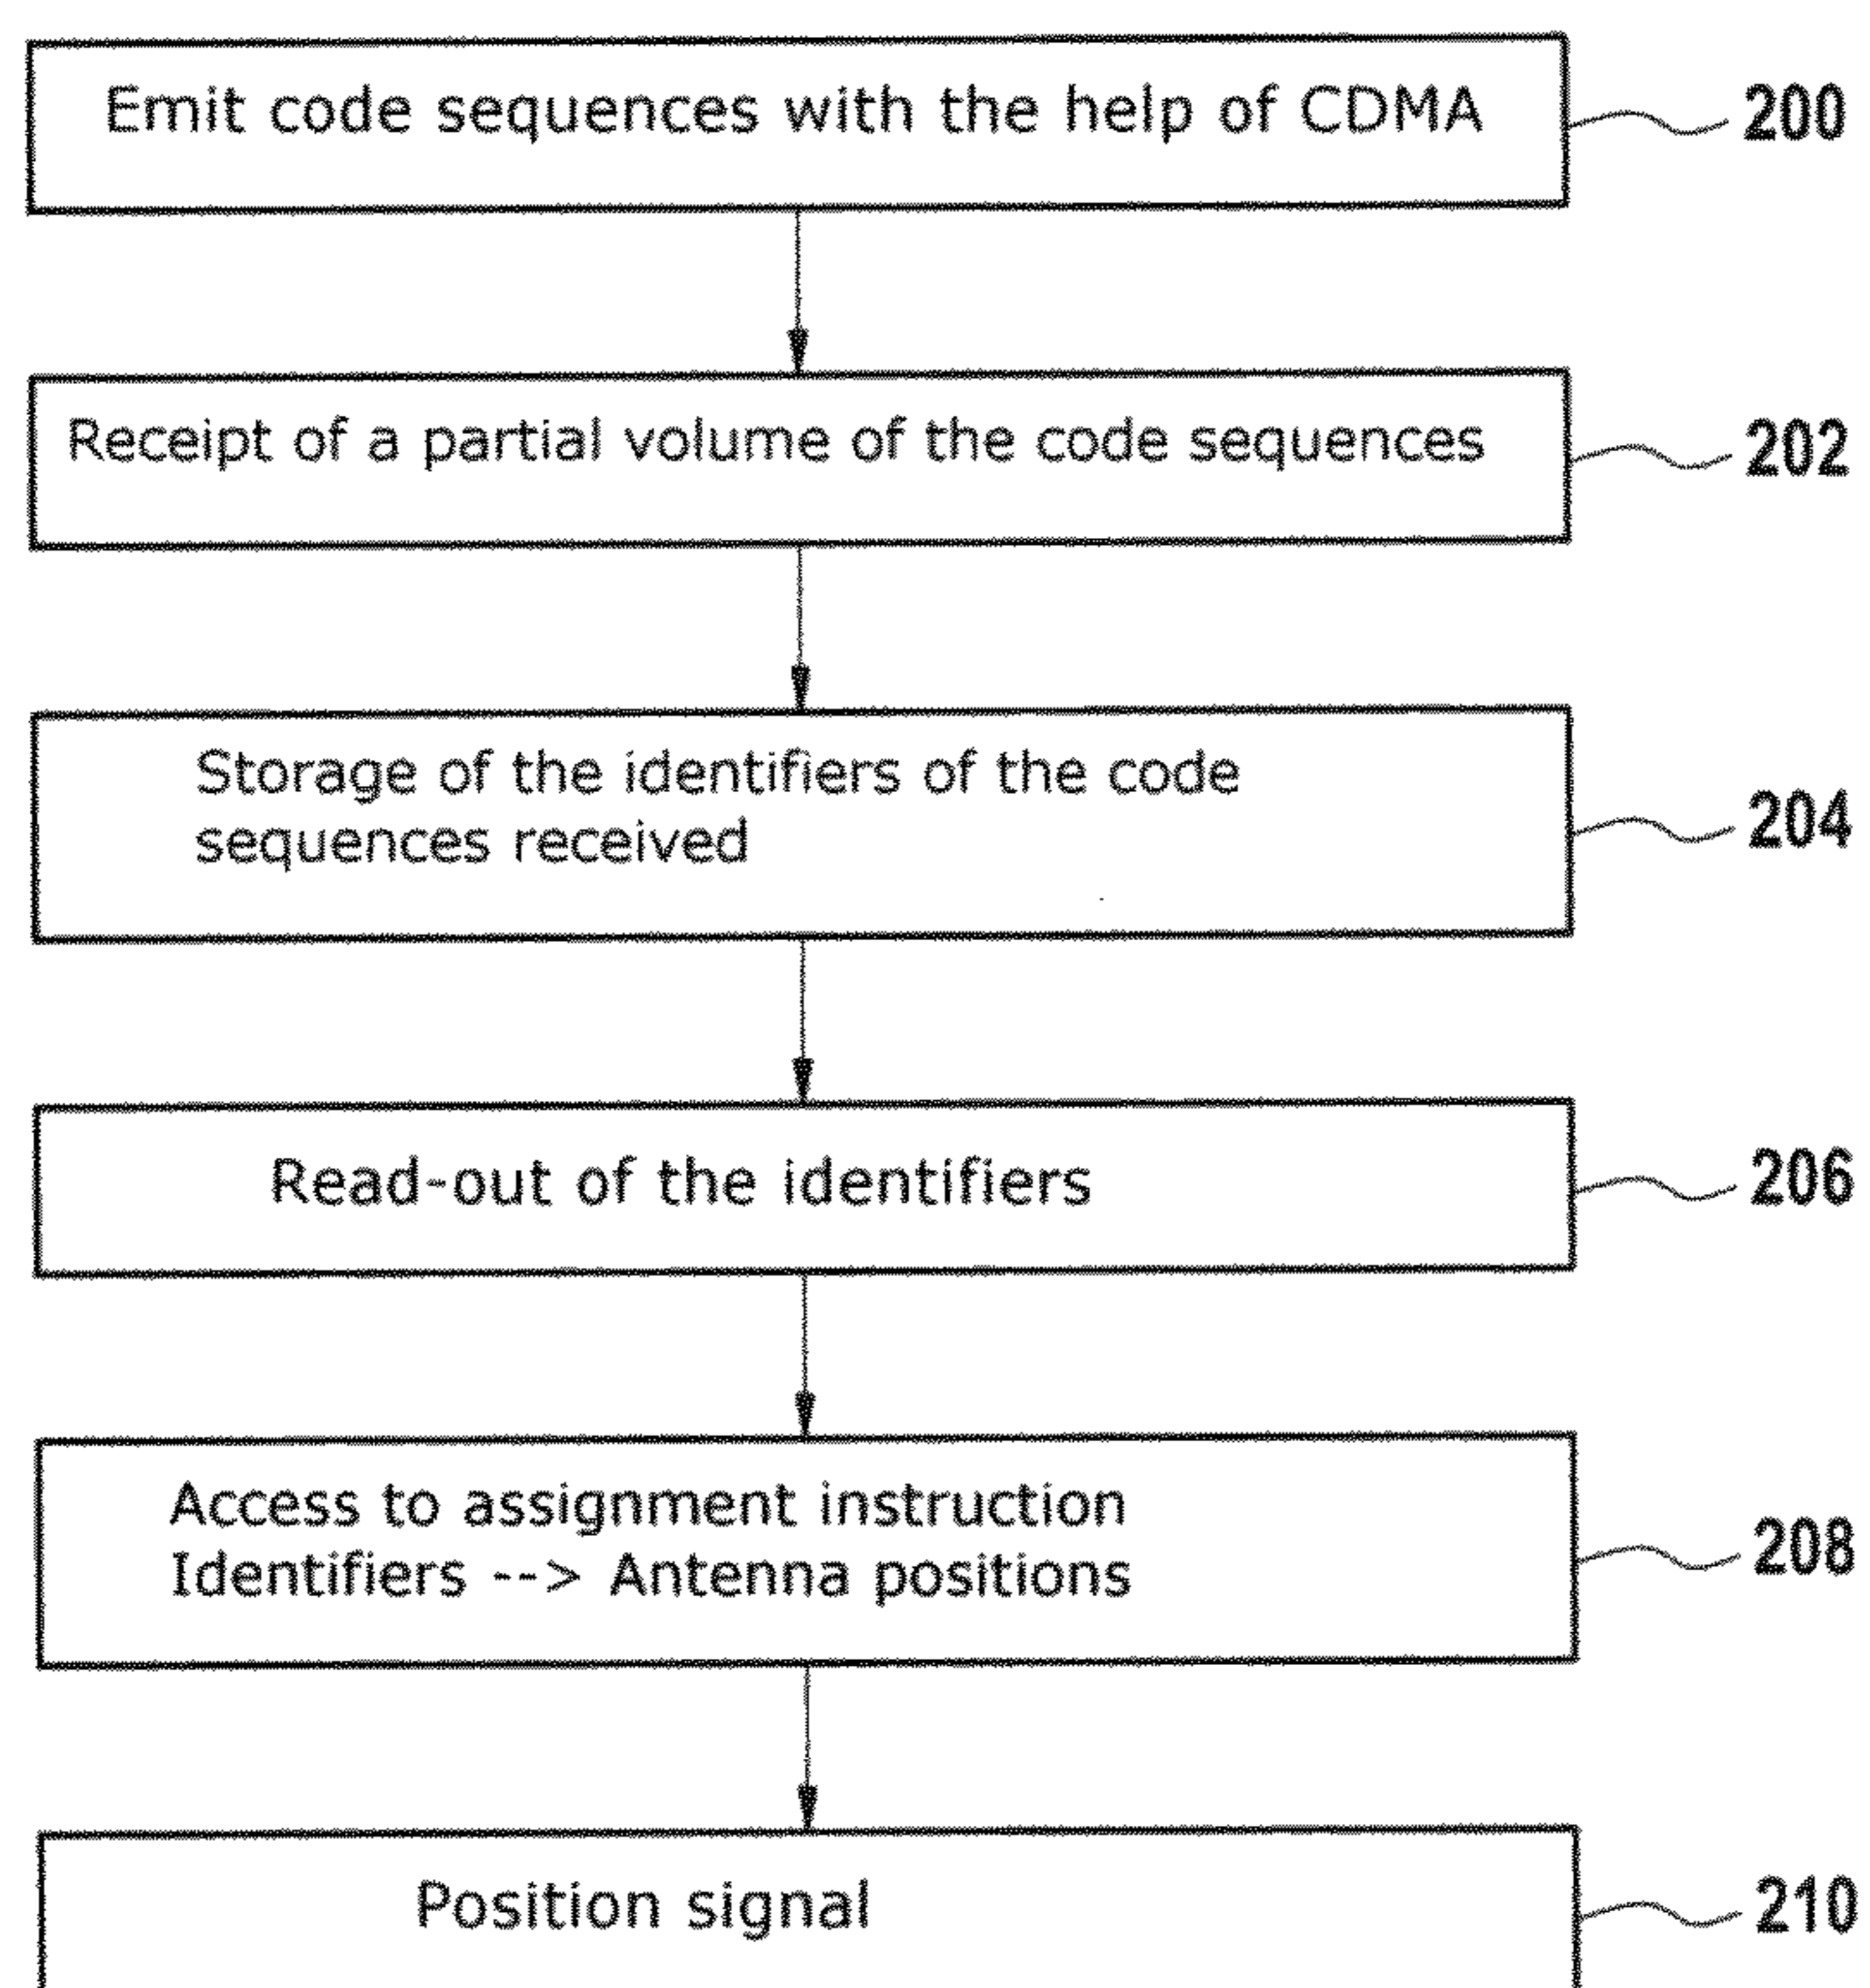 Emit code sequences with the help of CDMA
200
Receipt of a partial volume of the code sequences
202
Storage of the identifiers of the code
sequences received
204
Read-out of the identifiers
206
Access to assignment instruction
Identifiers --> Antenna positions
208
Position signal
210